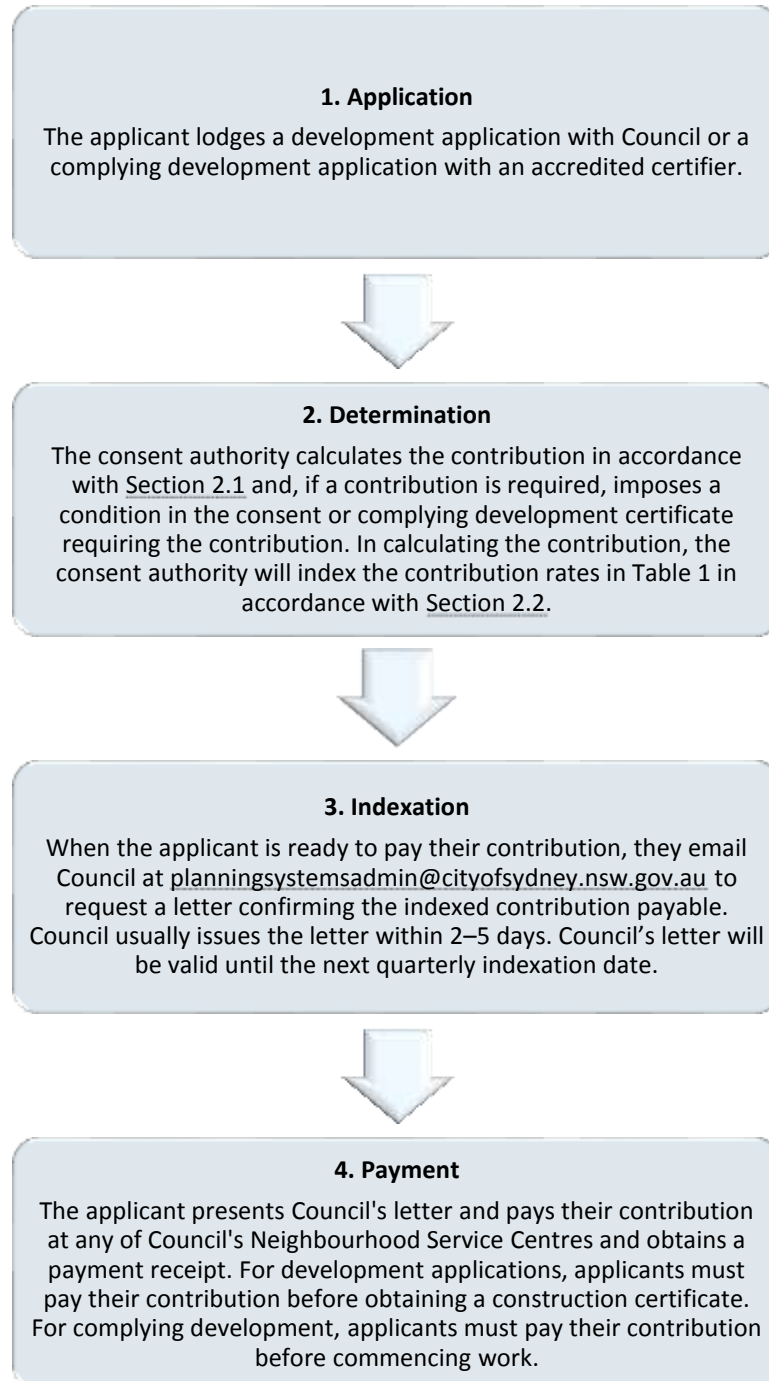 1. Application
The applicant lodges a development application with Council or a
complying development application with an accredited certifier.
2. Determination
The consent authority calculates the contribution in accordance
with Section 2.1 and, if a contribution is required, imposes a
condition in the consent or complying development certificate
requiring the contribution. In calculating the contribution, the
consent authority will index the contribution rates in Table 1 in
accordance with Section 2.2.
3. Indexation
When the applicant is ready to pay their contribution, they email
Council at planningsystemsadmin@cityofsydney.nsw.gov.au to
request a letter confirming the indexed contribution payable.
Council usually issues the letter within 2–5 days. Council’s letter will
be valid until the next quarterly indexation date.
4. Payment
The applicant presents Council's letter and pays their contribution
at any of Council's Neighbourhood Service Centres and obtains a
payment receipt. For development applications, applicants must
pay their contribution before obtaining a construction certificate.
For complying development, applicants must pay their contribution
before commencing work.